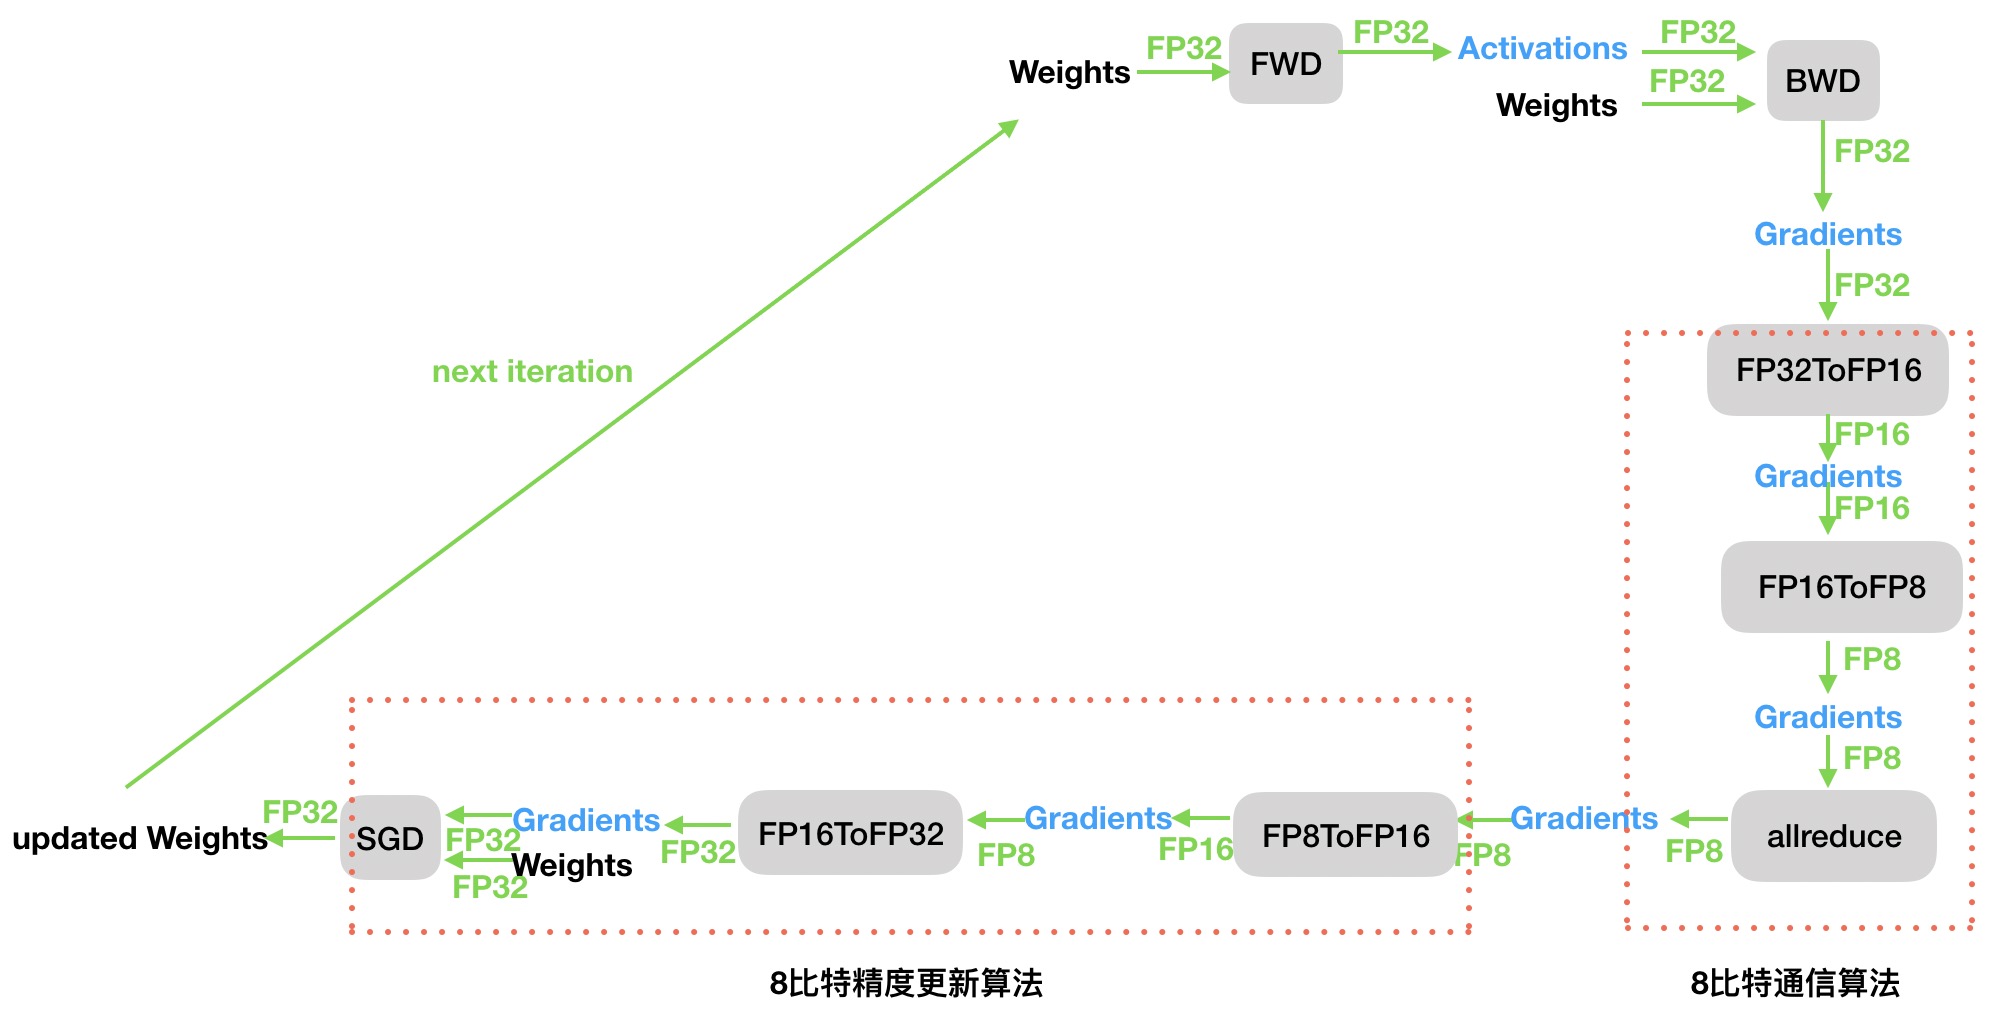 Weights
FP32
FWD
FP32
Activations
FP32
BWD
Weights
FP32
FP32
Gradients
FP32
FP32ToFP16
FP16
Gradients
FP16
FP16ToFP8
FP8
Gradients
FP8
allreduce
FP8
Gradients
FP8
FP8ToFP16
FP16
Gradients
FP8
FP16ToFP32
FP32
Gradients
FP32
Weights
FP32
SGD
FP32
updated Weights
next iteration
8比特精度更新算法
8比特通信算法